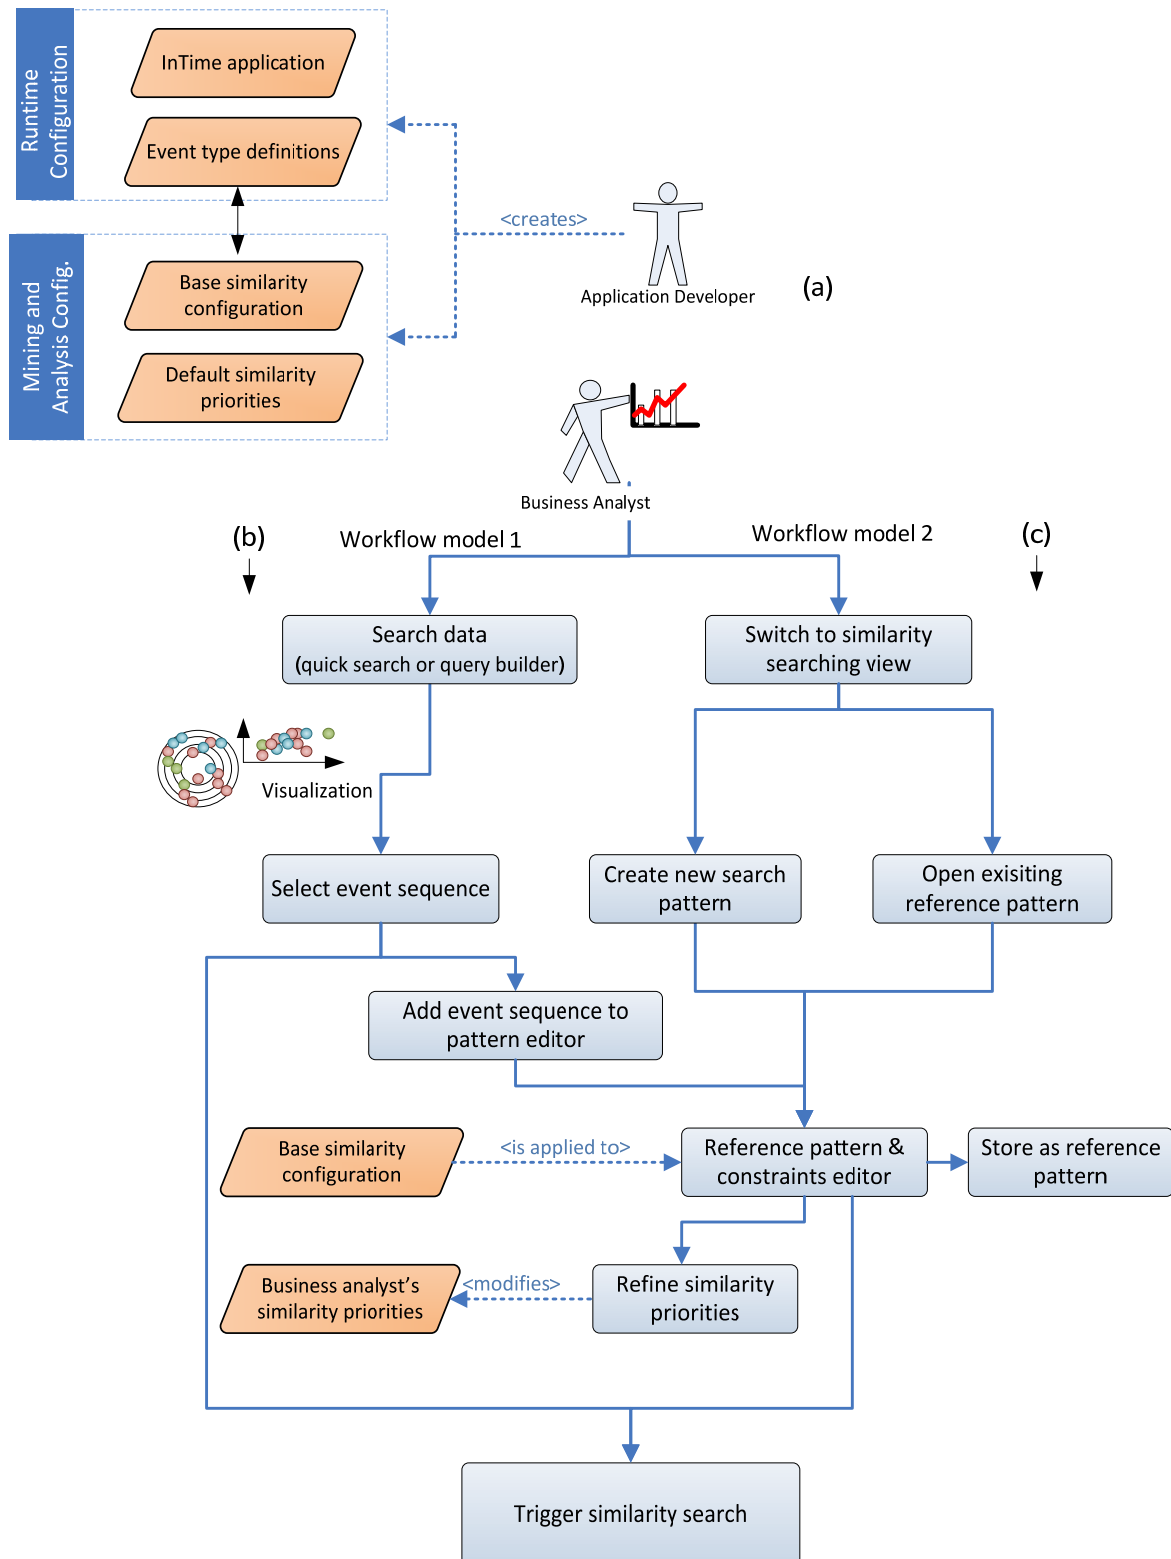 Runtime
Configuration
InTime application
Event type definitions
<creates>
Application Developer
(a)
Mining and
Analysis Config.
Base similarity
configuration
Default similarity
priorities
Business Analyst
(b)
Workflow model 1
Workflow model 2
(c)
Search data
(quick search or query builder)
Switch to similarity
searching view
Visualization
Select event sequence
Create new search
pattern
Open exisiting
reference pattern
Add event sequence to
pattern editor
Base similarity
configuration
<is applied to>
Reference pattern &
constraints editor
Store as reference
pattern
Business analyst's
similarity priorities
<modifies>
Refine similarity
priorities
Trigger similarity search